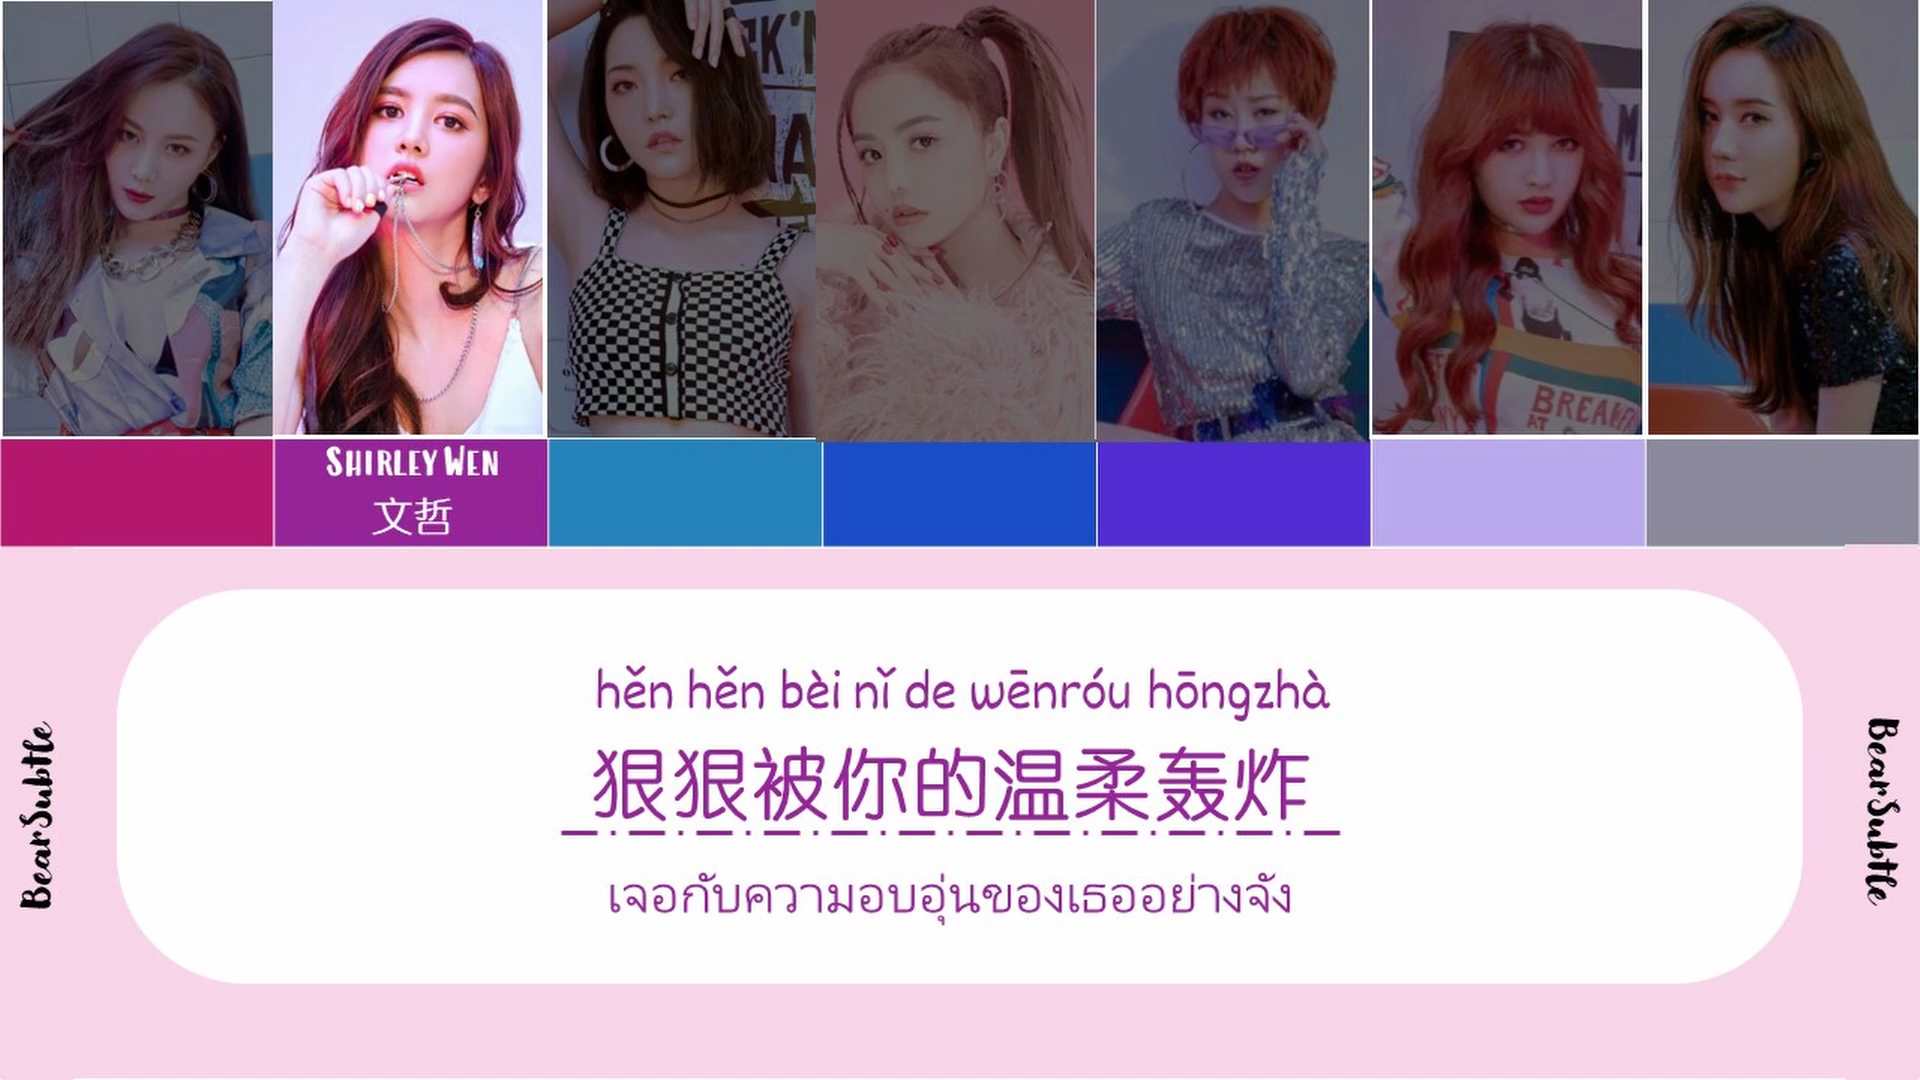 SHIRLEY WEN
文哲
hěn hěn bèi nǐ de wēnróu hōngzhà
狠狠被你的温柔轰炸
เจอกับความอบอุ่นของเธออย่างจัง
BearSubtle
BearSubtle
BREAKER
AT